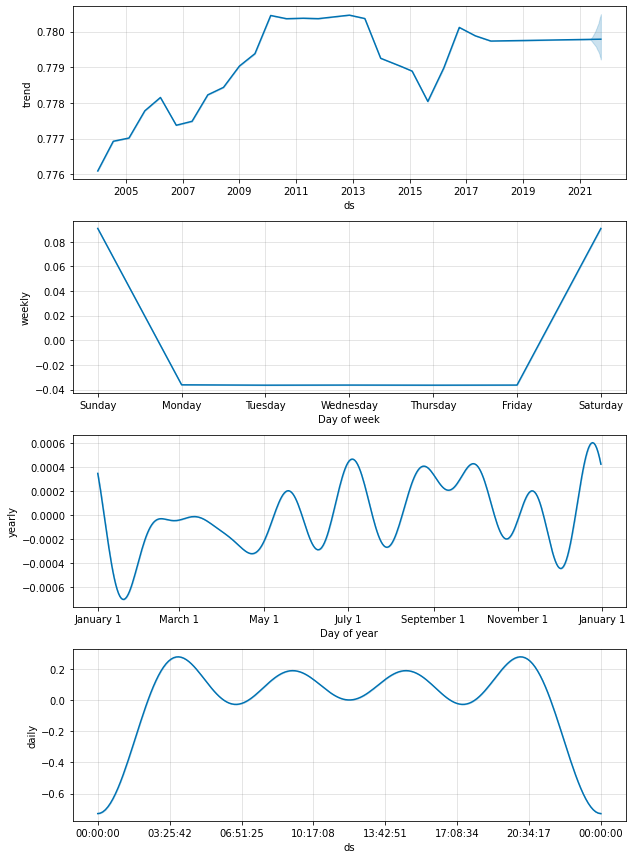 0.780
0.779
0.778
0.777
0.776
trend
2005 2007 2009 2011 2013 2015 2017 2019 2021
ds
0.08
0.06
0.04
0.02
0.00
−0.02
−0.04
weekly
Sunday Monday Tuesday Wednesday Thursday Friday Saturday
Day of week
0.0006
0.0004
0.0002
0.0000
−0.0002
−0.0004
−0.0006
yearly
January 1 March 1 May 1 July 1 September 1 November 1 January 1
Day of year
0.2
0.0
−0.2
−0.4
−0.6
daily
00:00:00 03:25:42 06:51:25 10:17:08 13:42:51 17:08:34 20:34:17 00:00:00
ds